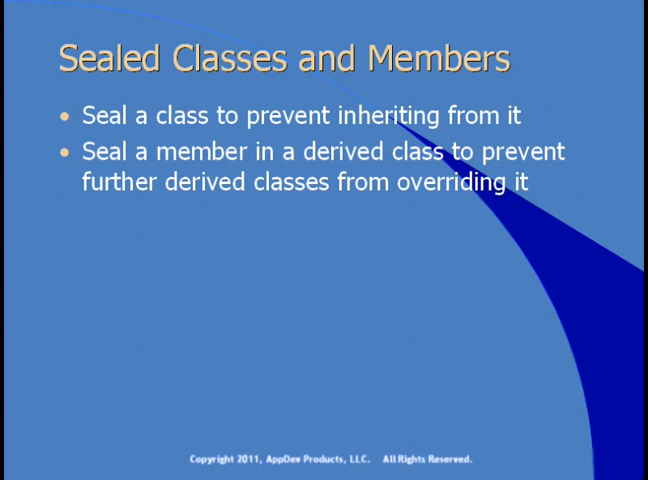 Sealed Classes and Members
• Seal a class to prevent inheriting from it
• Seal a member in a derived class to prevent
further derived classes from overriding it
Copyright 2011, AppDev Products, LLC. All Rights Reserved.